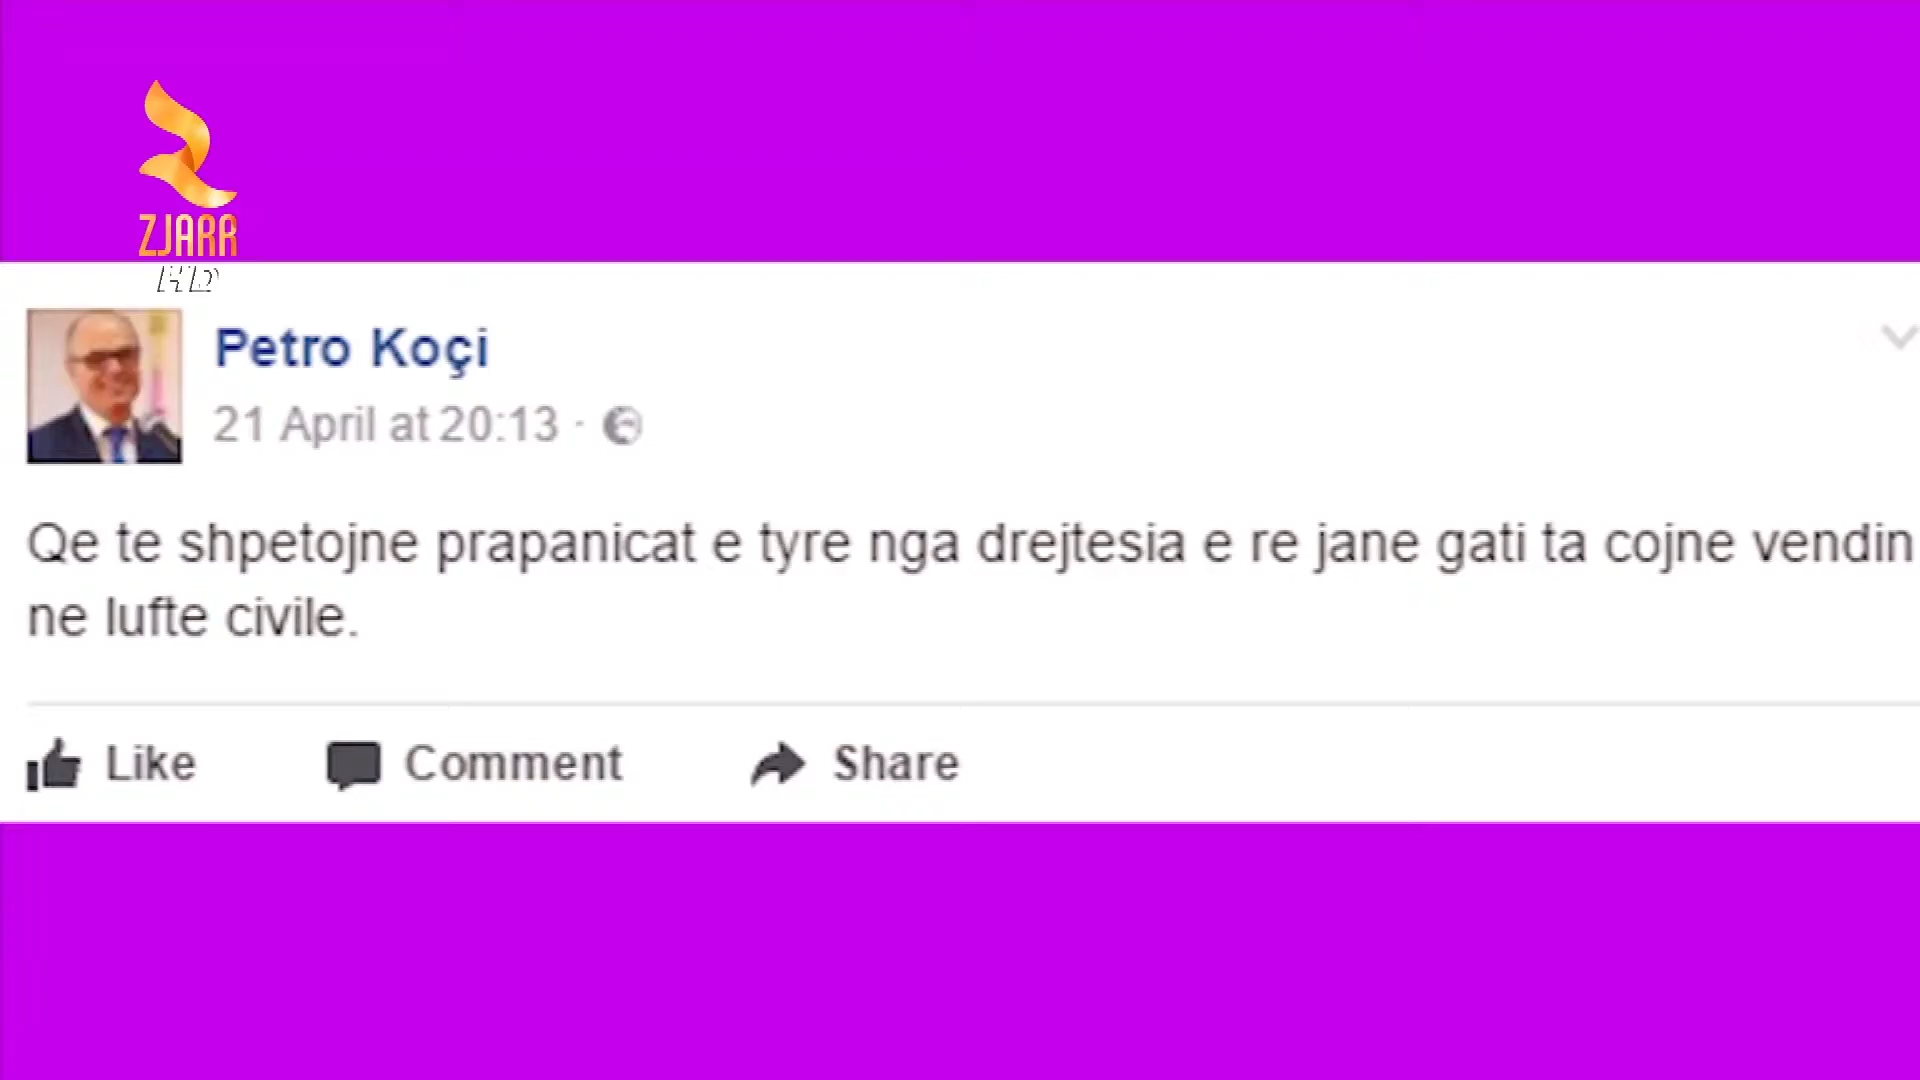 ZJARR
HD
Petro Koçi
21 April at 20:13 ·
Qe te shpetojne prapanicat e tyre nga drejtesia e re jane gati ta cojne vendin
ne lufte civile.
Like Comment Share